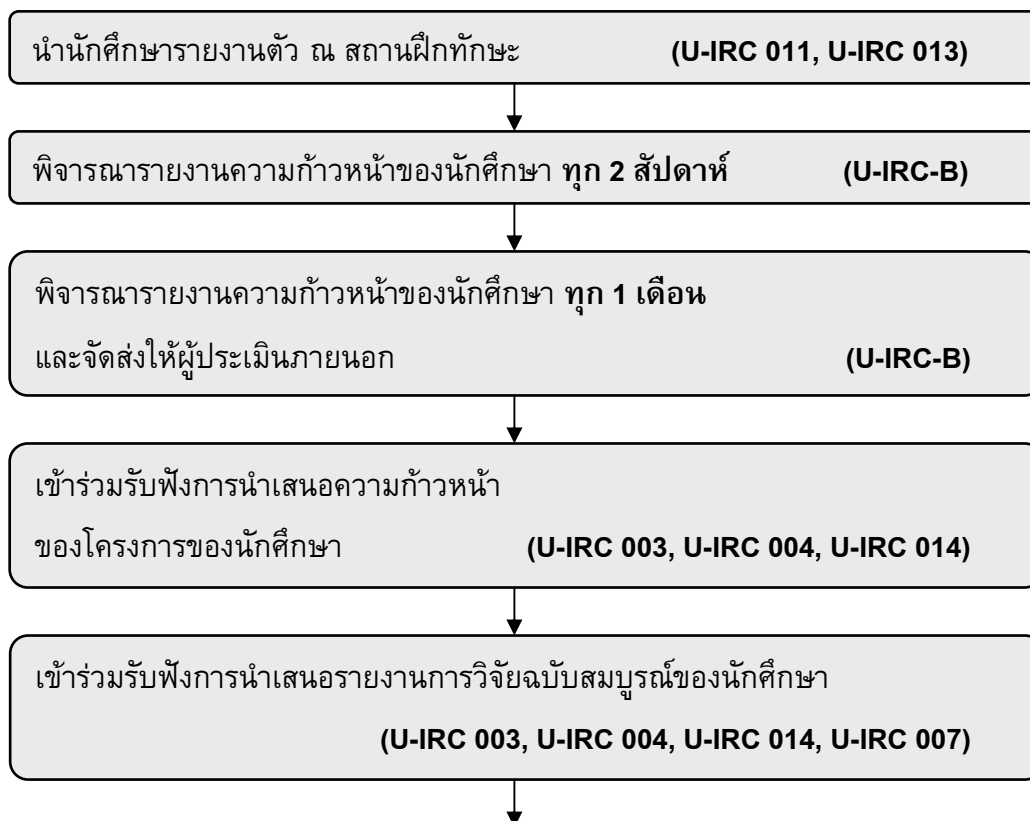 นำนักศึกษารายงานตัว ณ สถานฝึกทักษะ (U-IRC 011, U-IRC 013)
พิจารณารายงานความก้าวหน้าของนักศึกษา ทุก 2 สัปดาห์ (U-IRC-B)
พิจารณารายงานความก้าวหน้าของนักศึกษา ทุก 1 เดือน
และจัดส่งให้ผู้ประเมินภายนอก (U-IRC-B)
เข้าร่วมรับฟังการนำเสนอความก้าวหน้า
ของโครงการของนักศึกษา (U-IRC 003, U-IRC 004, U-IRC 014)
เข้าร่วมรับฟังการนำเสนอรายงานการวิจัยฉบับสมบูรณ์ของนักศึกษา
(U-IRC 003, U-IRC 004, U-IRC 014, U-IRC 007)